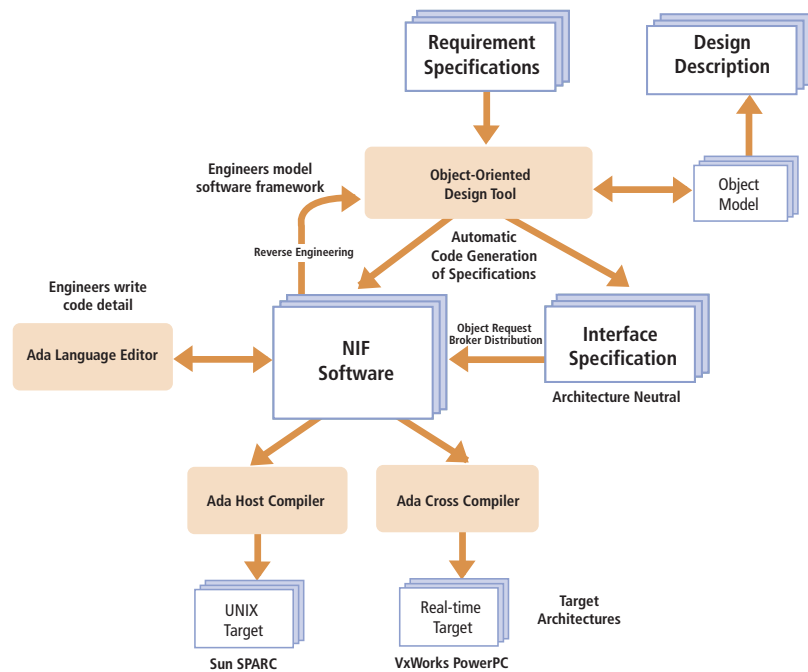 Requirement
Specifications
Design
Description
Engineers model
software framework
Object-Oriented
Design Tool
Object
Model
Reverse Engineering
Automatic
Code Generation
of Specifications
Engineers write
code detail
Ada Language Editor
NIF
Software
Object Request
Broker Distribution
Interface
Specification
Architecture Neutral
Ada Host Compiler
Ada Cross Compiler
UNIX
Target
Sun SPARC
Real-time
Target
VxWorks PowerPC
Target
Architectures